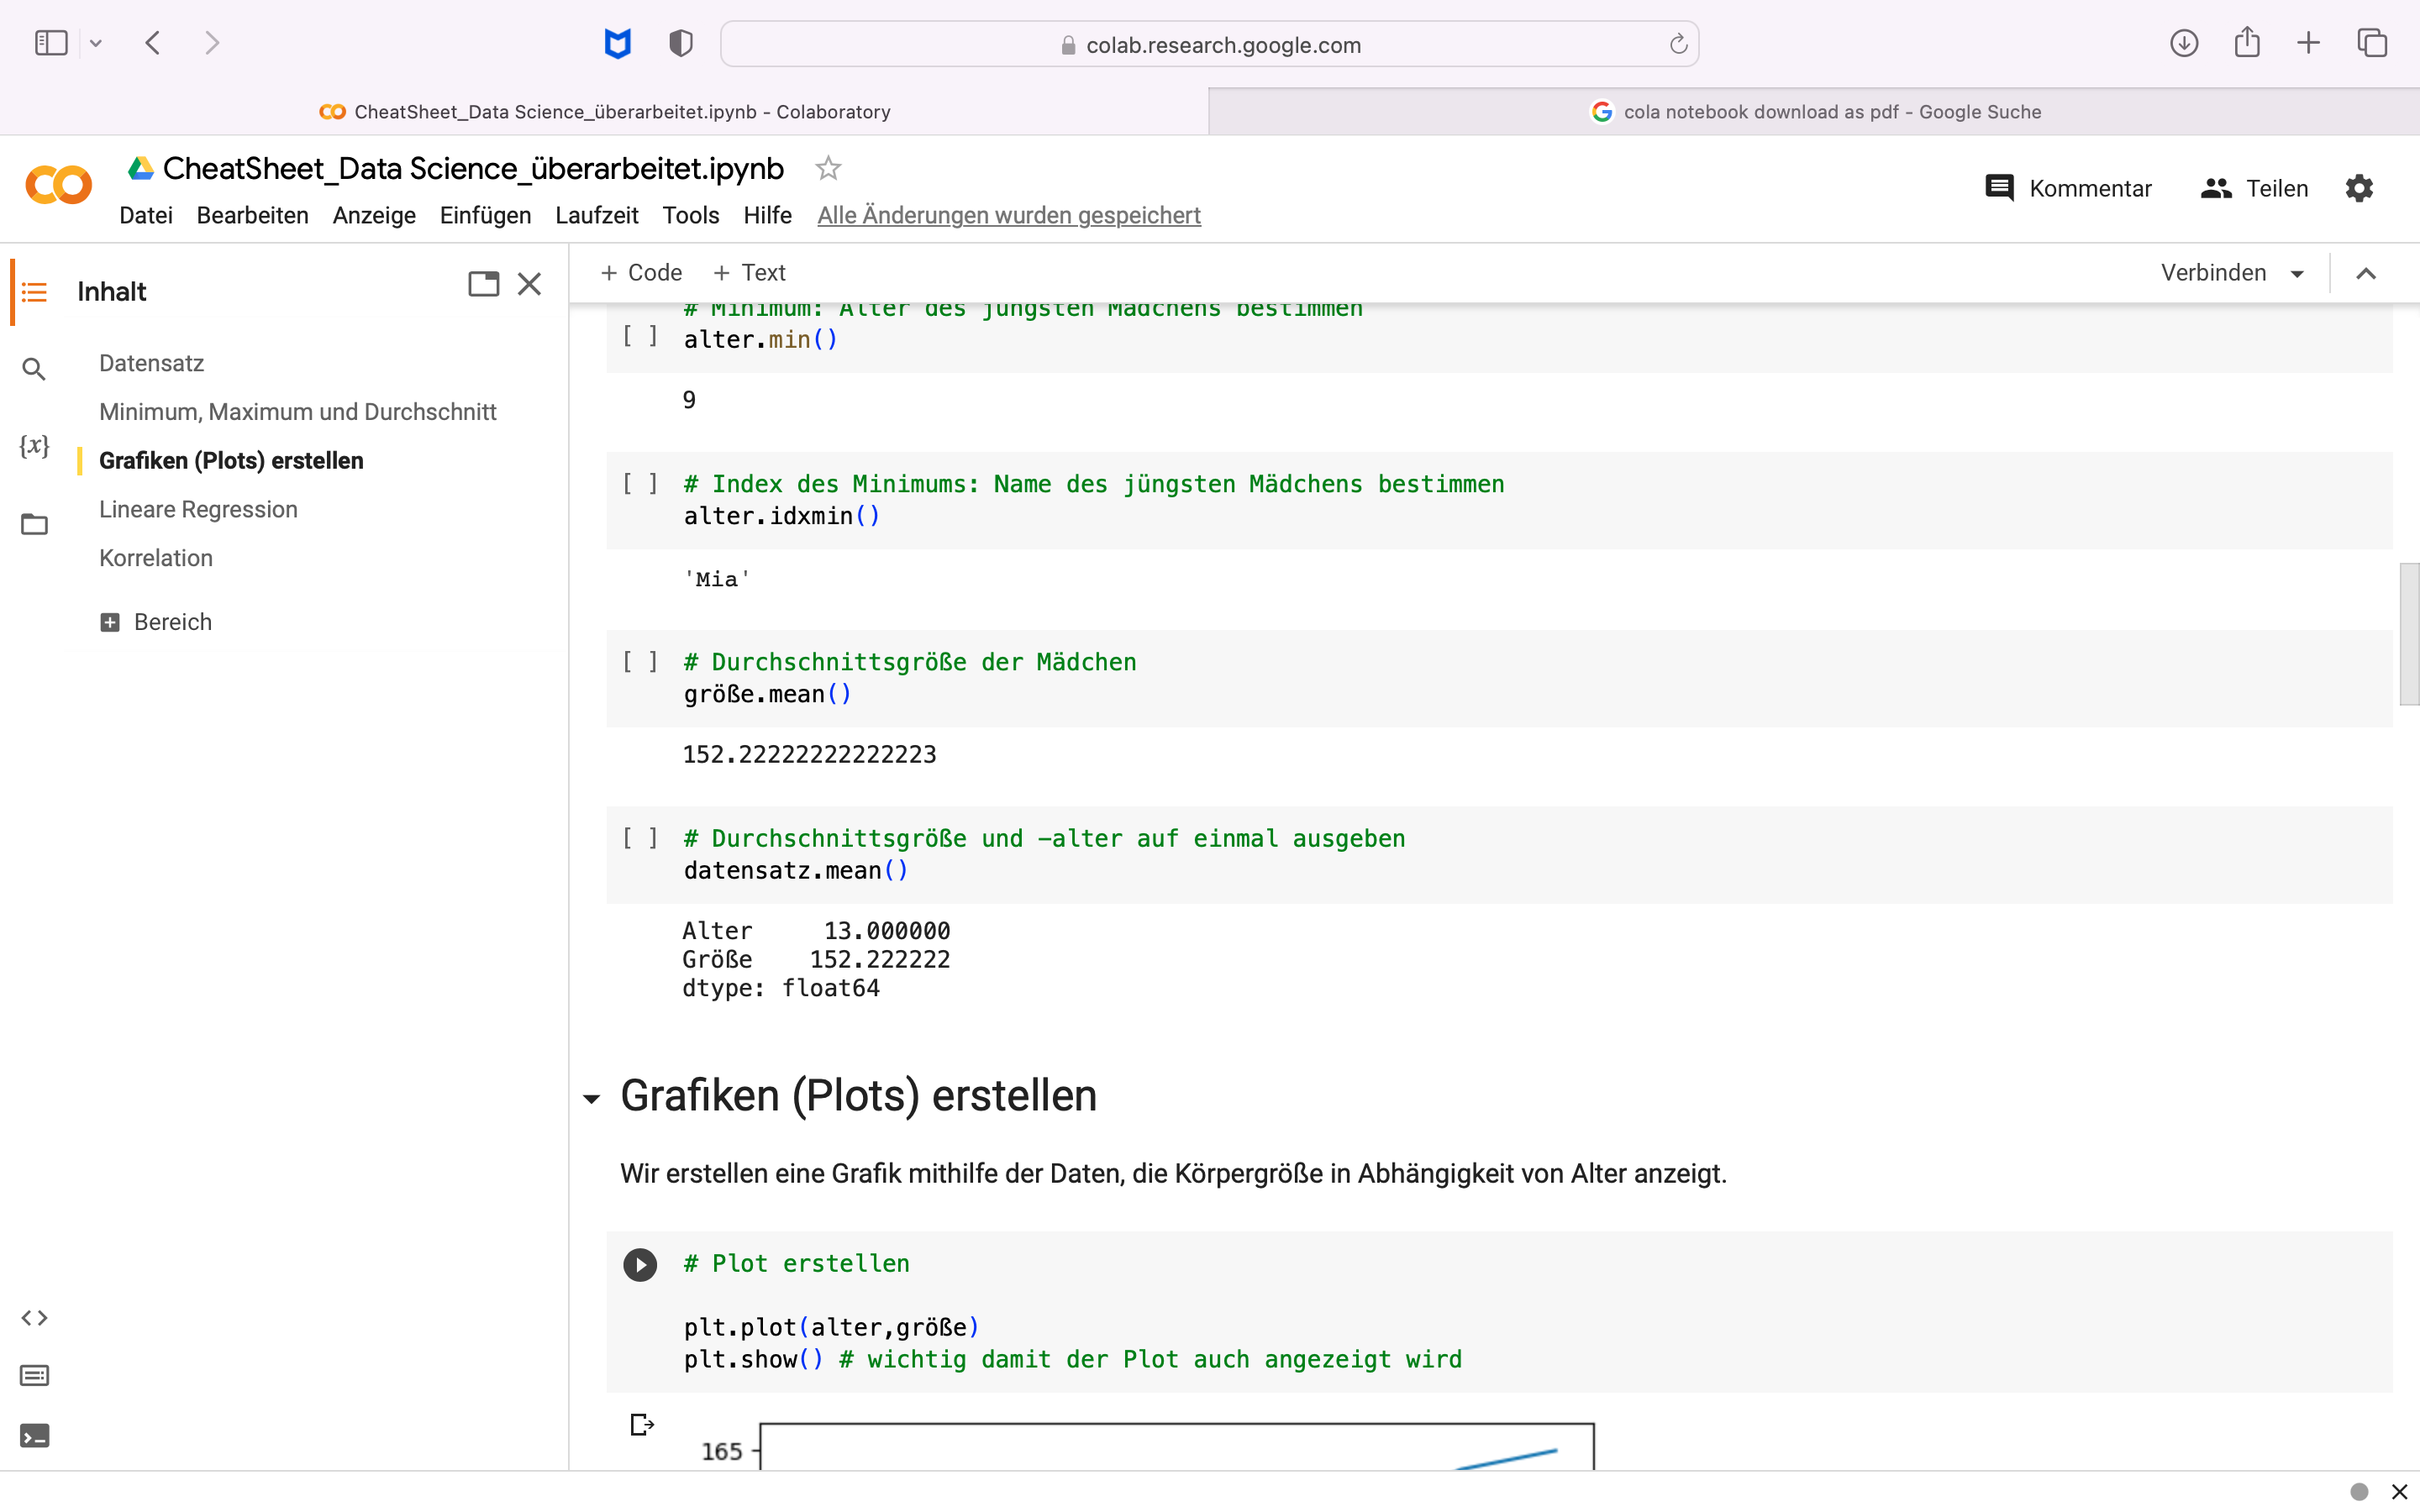 colab.research.google.com
CheatSheet_Data Science_überarbeitet.ipynb - Colaboratory
cola notebook download as pdf - Google Suche
CheatSheet_Data Science_überarbeitet.ipynb
Kommentar
Teilen
Datei Bearbeiten Anzeige Einfügen Laufzeit Tools Hilfe Alle Änderungen wurden gespeichert
Inhalt
Datensatz
Minimum, Maximum und Durchschnitt
Grafiken (Plots) erstellen
Lineare Regression
Korrelation
Bereich
+ Code + Text
Verbinden
# Minimum: Alter des jüngsten Mädchens bestimmen
[ ] alter.min()
9
[ ] # Index des Minimums: Name des jüngsten Mädchens bestimmen
alter.idxmin()
'Mia'
[ ] # Durchschnittsgröße der Mädchen
größe.mean()
152.22222222222223
[ ] # Durchschnittsgröße und -alter auf einmal ausgeben
datensatz.mean()
Alter 13.000000
Größe 152.222222
dtype: float64
Grafiken (Plots) erstellen
Wir erstellen eine Grafik mithilfe der Daten, die Körpergröße in Abhängigkeit von Alter anzeigt.
# Plot erstellen
plt.plot(alter,größe)
plt.show() # wichtig damit der Plot auch angezeigt wird
165